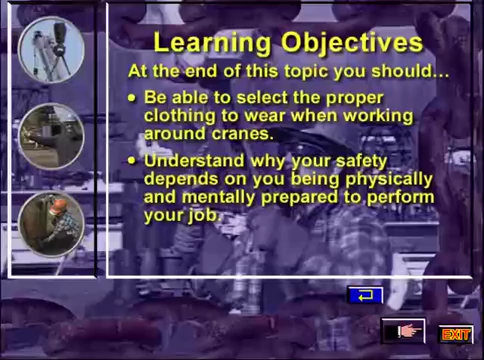 Learning Objectives
At the end of this topic you should...
• Be able to select the proper
clothing to wear when working
around cranes.
• Understand why your safety
depends on you being physically
and mentally prepared to perform
your job.
EXIT